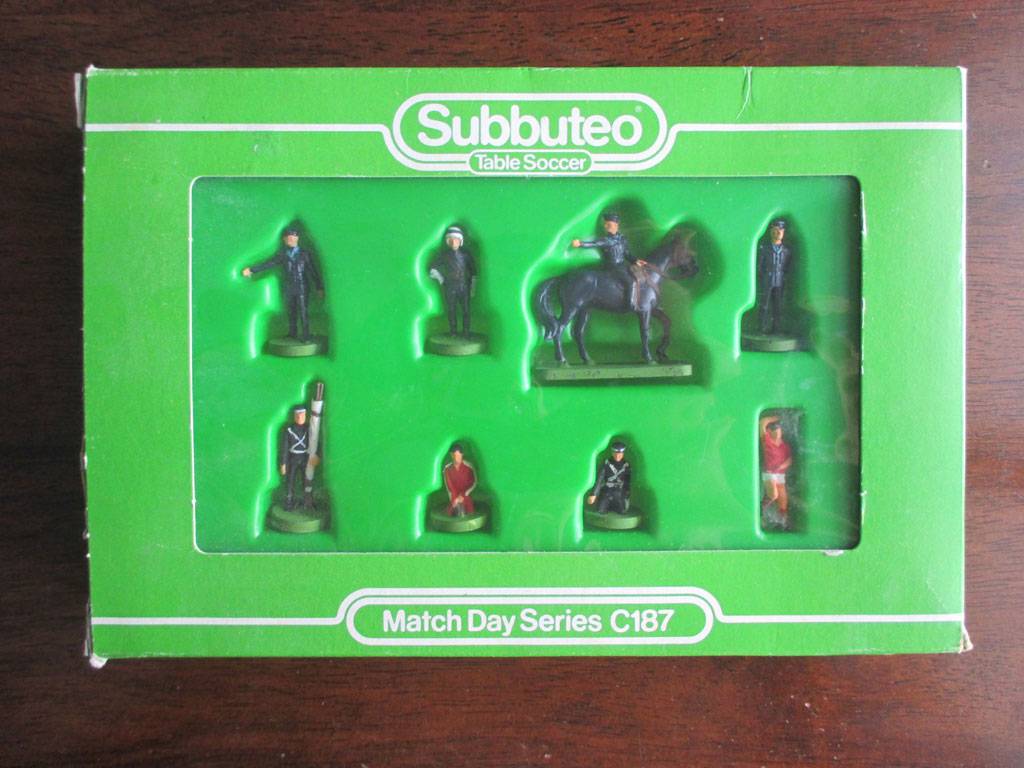 Subbuteo®
Table Soccer
Match Day Series C187